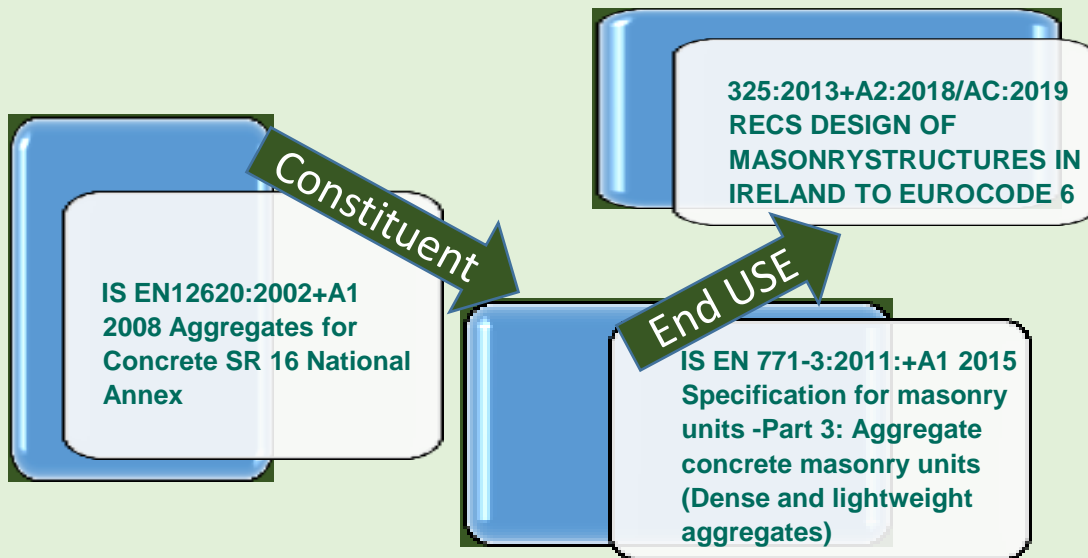 IS EN12620:2002+A1
2008 Aggregates for
Concrete SR 16 National
Annex
Constituent
IS EN 771-3:2011:+A1 2015
Specification for masonry
units -Part 3: Aggregate
concrete masonry units
(Dense and lightweight
aggregates)
End USE
325:2013+A2:2018/AC:2019
RECS DESIGN OF
MASONRYSTRUCTURES IN
IRELAND TO EUROCODE 6